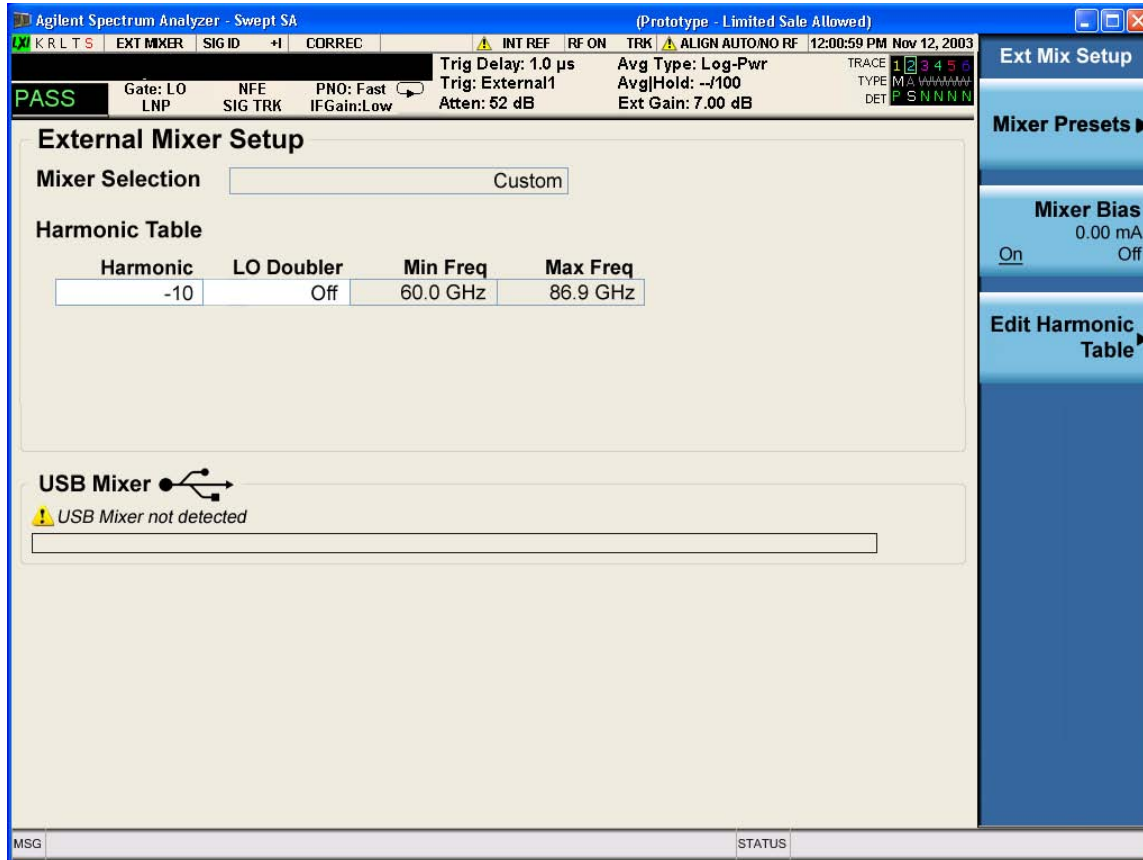 Agilent Spectrum Analyzer - Swept SA (Prototype - Limited Sale Allowed)
LXI K R L T S EXT MIXER SIG ID +I CORREC INT REF RF ON TRK ALIGN AUTO/NO RF 12:00:59 PM Nov 12, 2003
Trig Delay: 1.0 µs Avg Type: Log-Pwr TRACE 1 2 3 4 5 6
PASS Gate: LO NFE PNO: Fast Trig: External1 Avg|Hold: --/100 TYPE M A W W W W
LNP SIG TRK IFGain:Low Atten: 52 dB Ext Gain: 7.00 dB DET P S N N N N
Ext Mix Setup
External Mixer Setup
Mixer Selection Custom
Harmonic Table
Harmonic LO Doubler Min Freq Max Freq
-10 Off 60.0 GHz 86.9 GHz
USB Mixer
USB Mixer not detected
Mixer Presets
Mixer Bias
0.00 mA
On Off
Edit Harmonic
Table
MSG STATUS